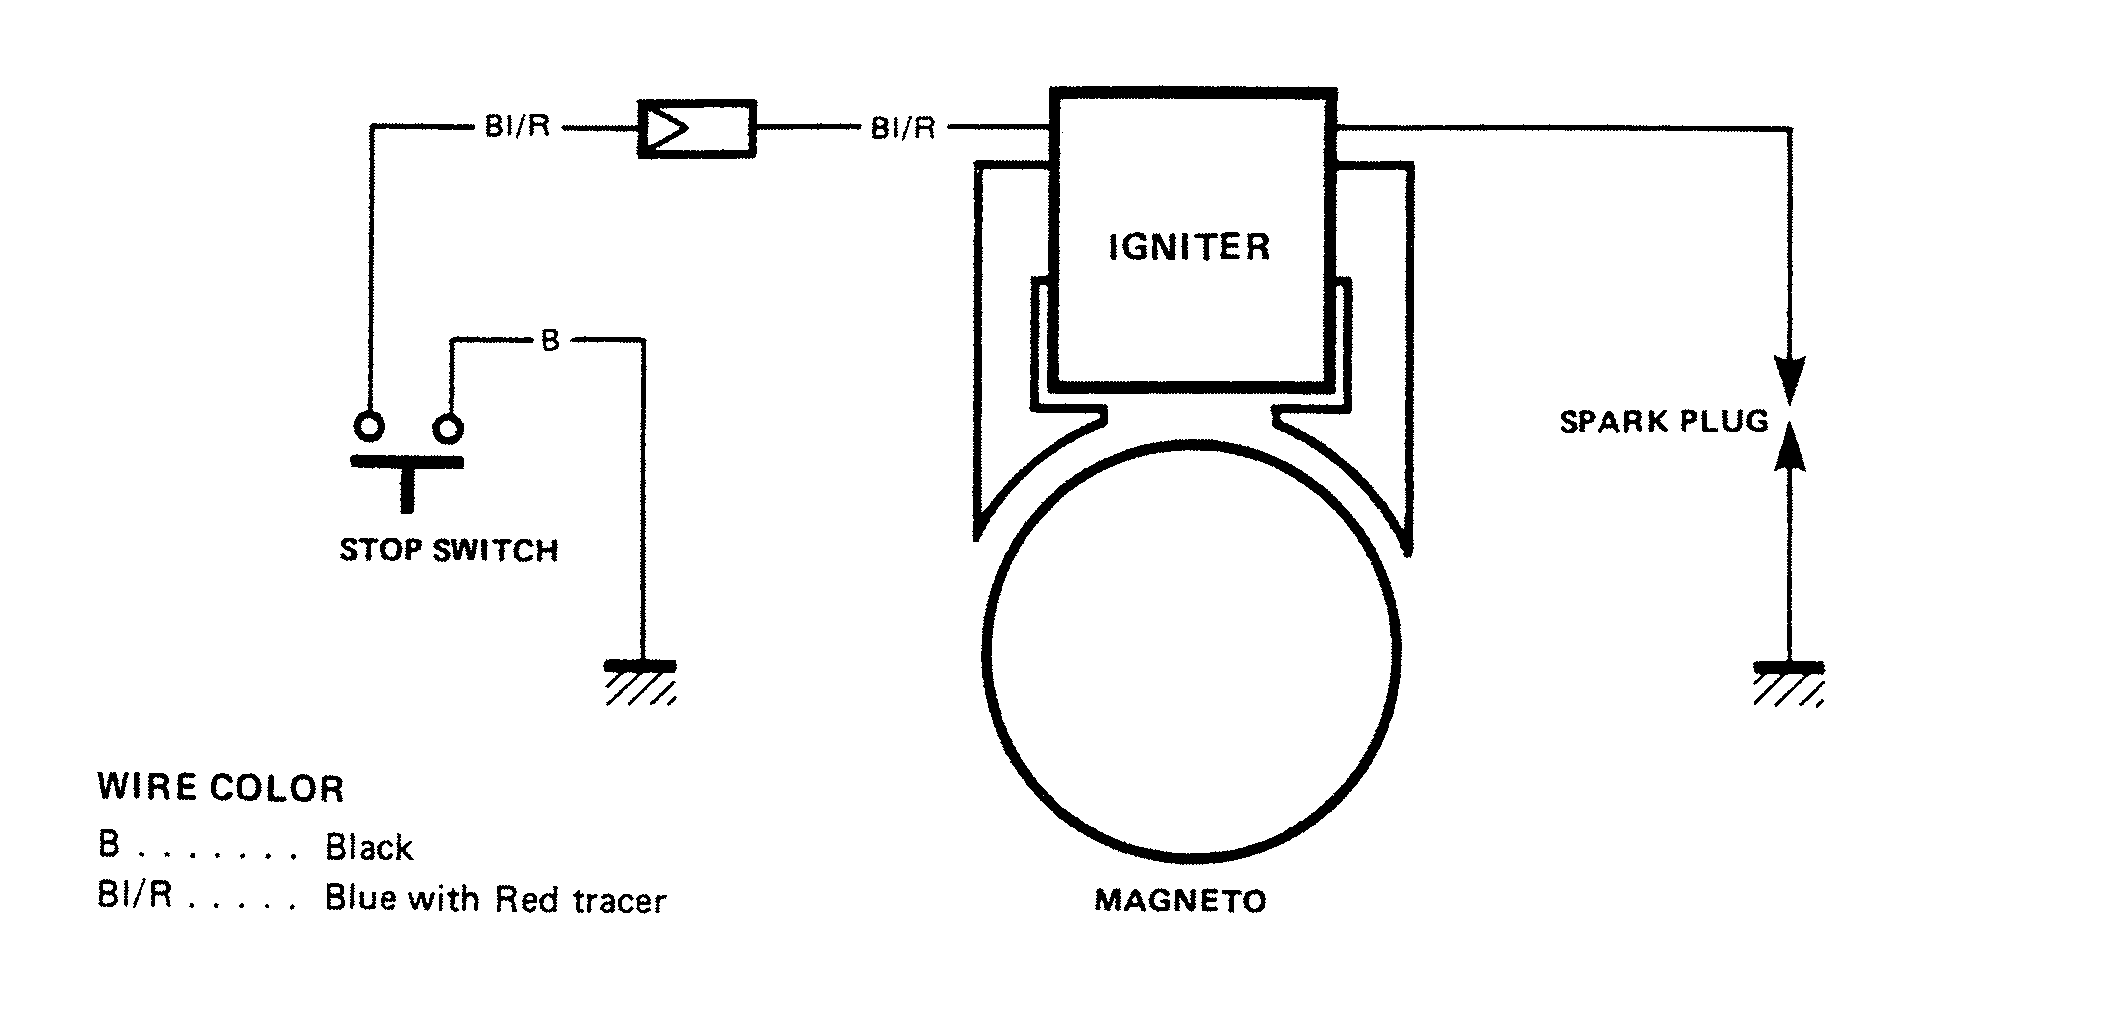 Bl/R
Bl/R
IGNITER
B
SPARK PLUG
STOP SWITCH
WIRE COLOR
B . . . . . . . Black
Bl/R . . . . . Blue with Red tracer
MAGNETO